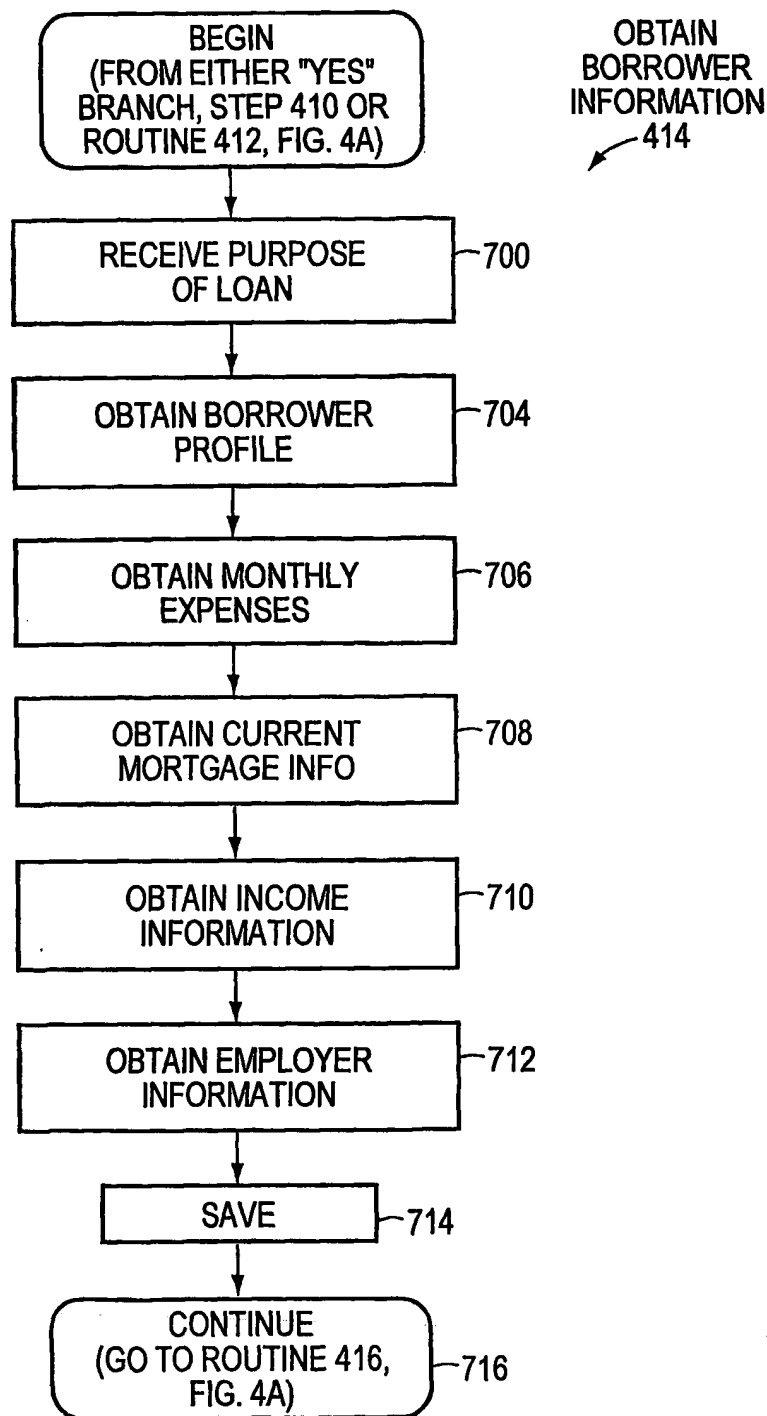 BEGIN
(FROM EITHER "YES"
BRANCH, STEP 410 OR
ROUTINE 412, FIG. 4A)
OBTAIN
BORROWER
INFORMATION
414
RECEIVE PURPOSE
OF LOAN
700
OBTAIN BORROWER
PROFILE
704
OBTAIN MONTHLY
EXPENSES
706
OBTAIN CURRENT
MORTGAGE INFO
708
OBTAIN INCOME
INFORMATION
710
OBTAIN EMPLOYER
INFORMATION
712
SAVE
714
CONTINUE
(GO TO ROUTINE 416,
FIG. 4A)
716